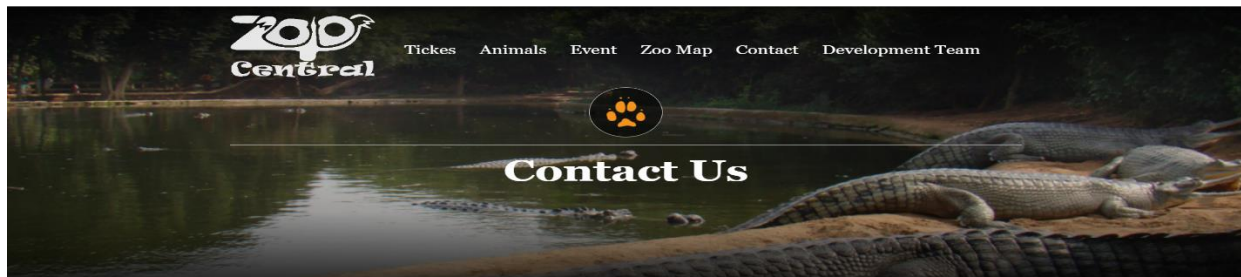 Zoo
Central
Tickes Animals Event Zoo Map Contact Development Team
Contact Us